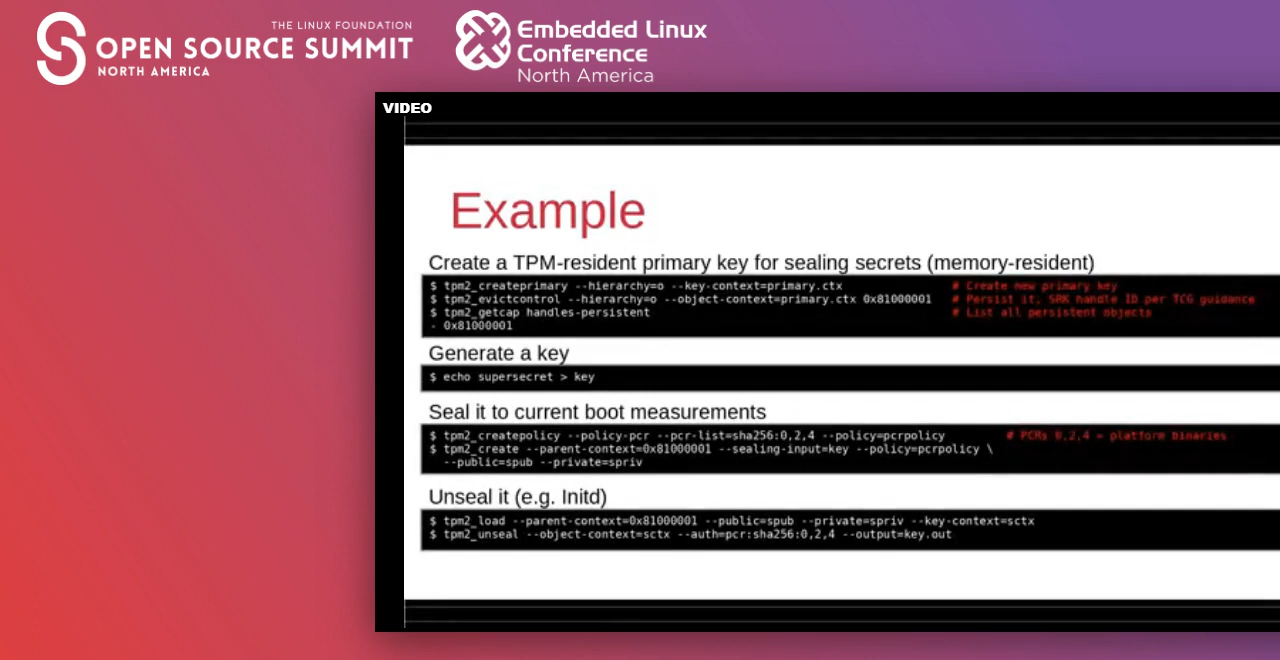 THE LINUX FOUNDATION
OPEN SOURCE SUMMIT
NORTH AMERICA
Embedded Linux
Conference
North America
VIDEO
Example
Create a TPM-resident primary key for sealing secrets (memory-resident)
$ tpm2_createprimary --hierarchy=o --key-context=primary.ctx # Create new primary key
$ tpm2_evictcontrol --hierarchy=o --object-context=primary.ctx 0x81000001 # Persist it, SRK handle ID per TCG guidance
$ tpm2_getcap handles-persistent # List all persistent objects
- 0x81000001
Generate a key
$ echo supersecret > key
Seal it to current boot measurements
$ tpm2_createpolicy --policy-pcr --pcr-list=sha256:0,2,4 --policy=pcrpolicy # PCRs 0,2,4 = platform binaries
$ tpm2_create --parent-context=0x81000001 --sealing-input=key --policy=pcrpolicy \
--public=spub --private=spriv
Unseal it (e.g. Initd)
$ tpm2_load --parent-context=0x81000001 --public=spub --private=spriv --key-context=sctx
$ tpm2_unseal --object-context=sctx --auth=pcr:sha256:0,2,4 --output=key.out